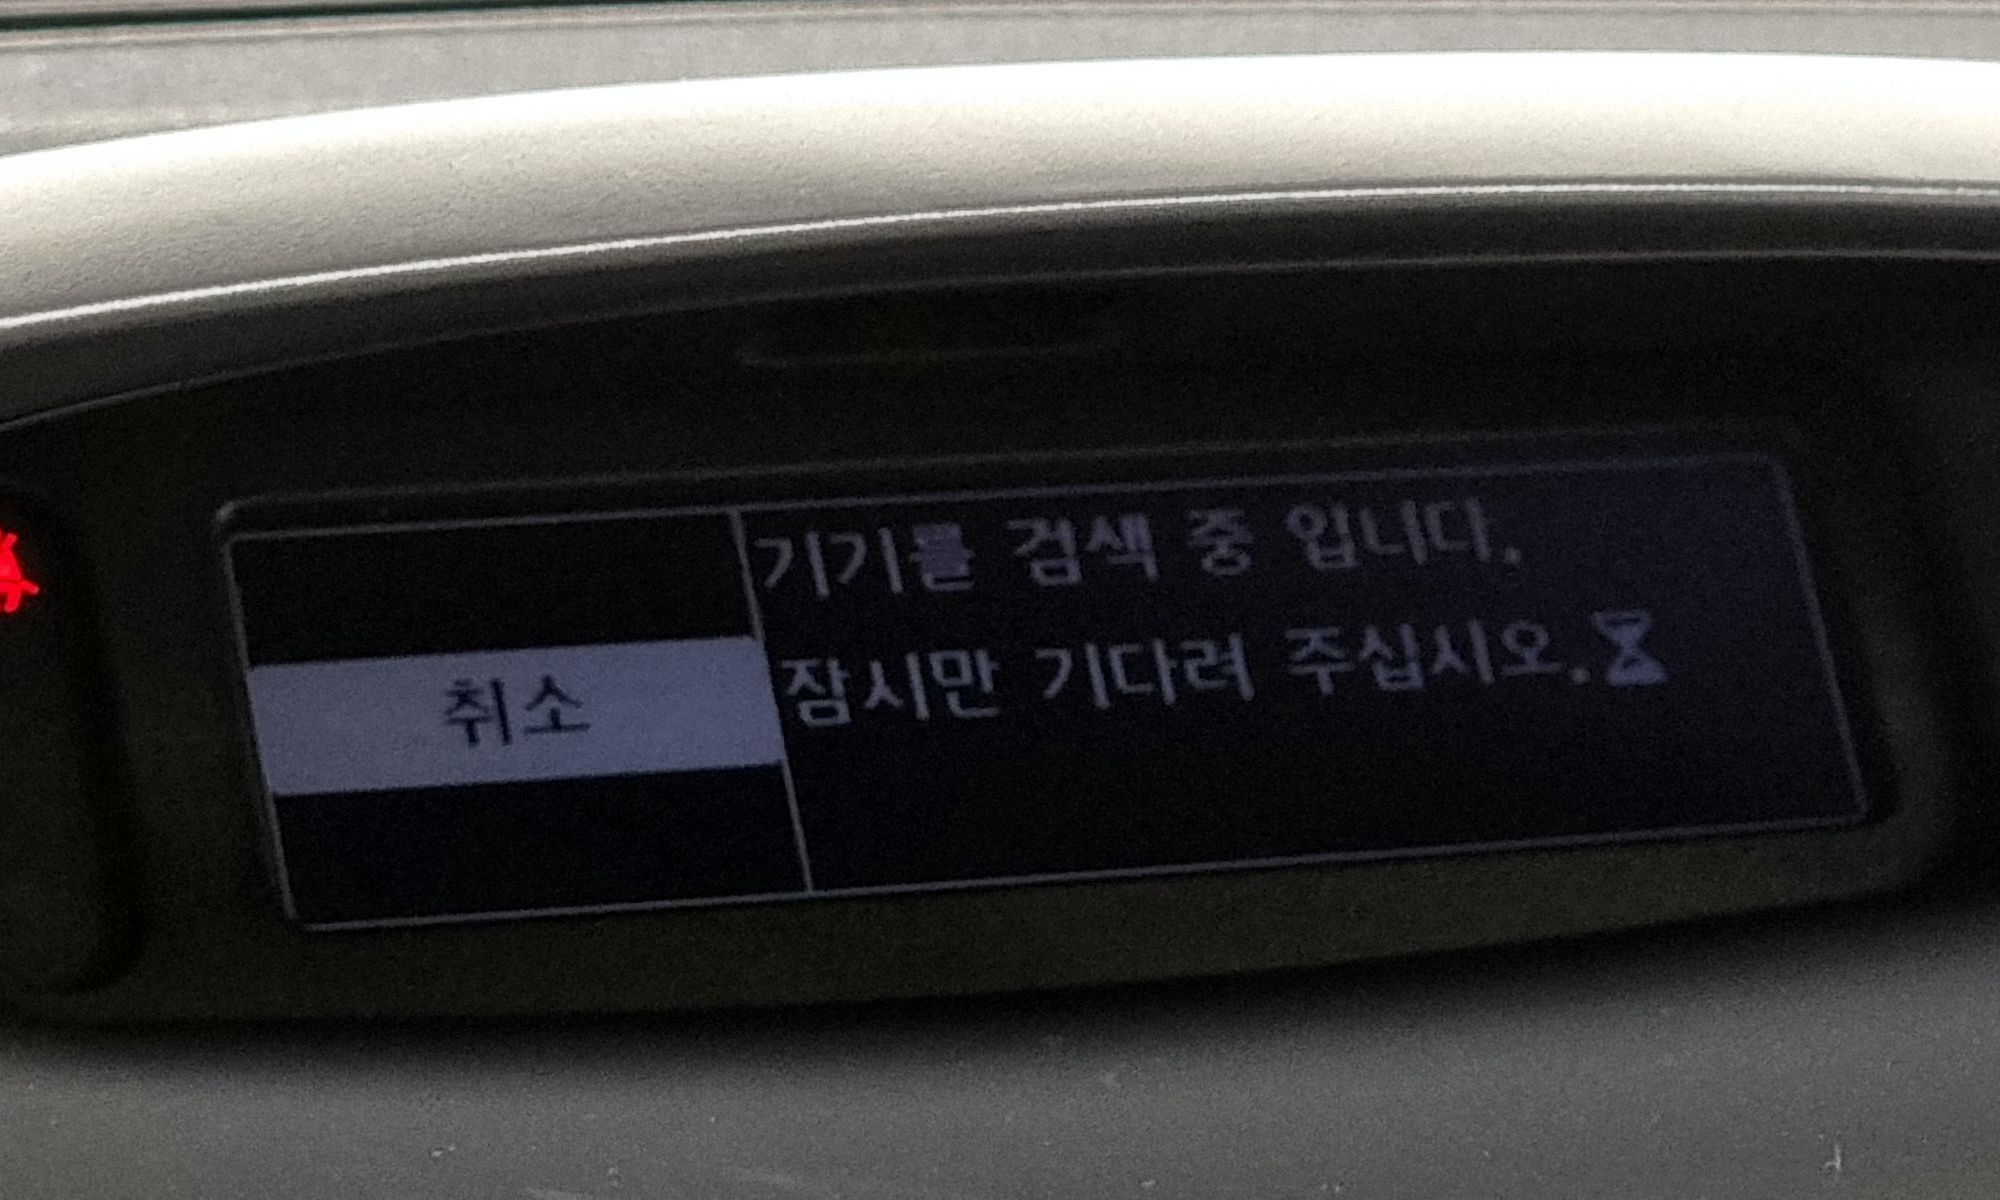 기기를 검색 중 입니다.
잠시만 기다려 주십시오.
취소